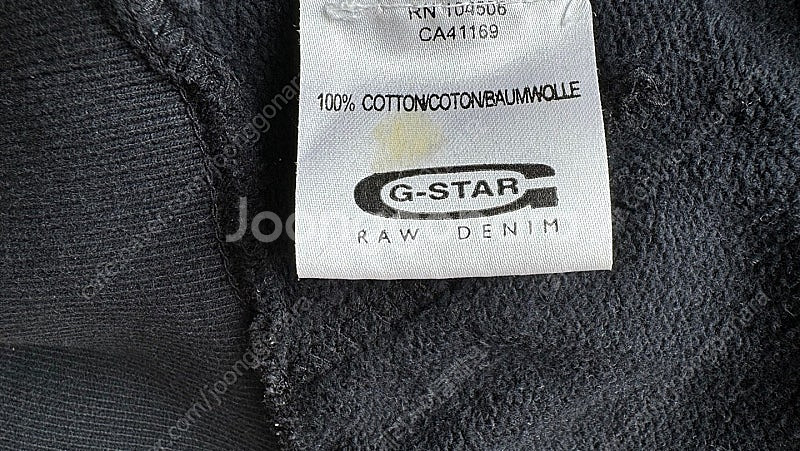 RN 104506
CA41169
100% COTTON/COTON/BAUMWOLLE
G-STAR
RAW DENIM